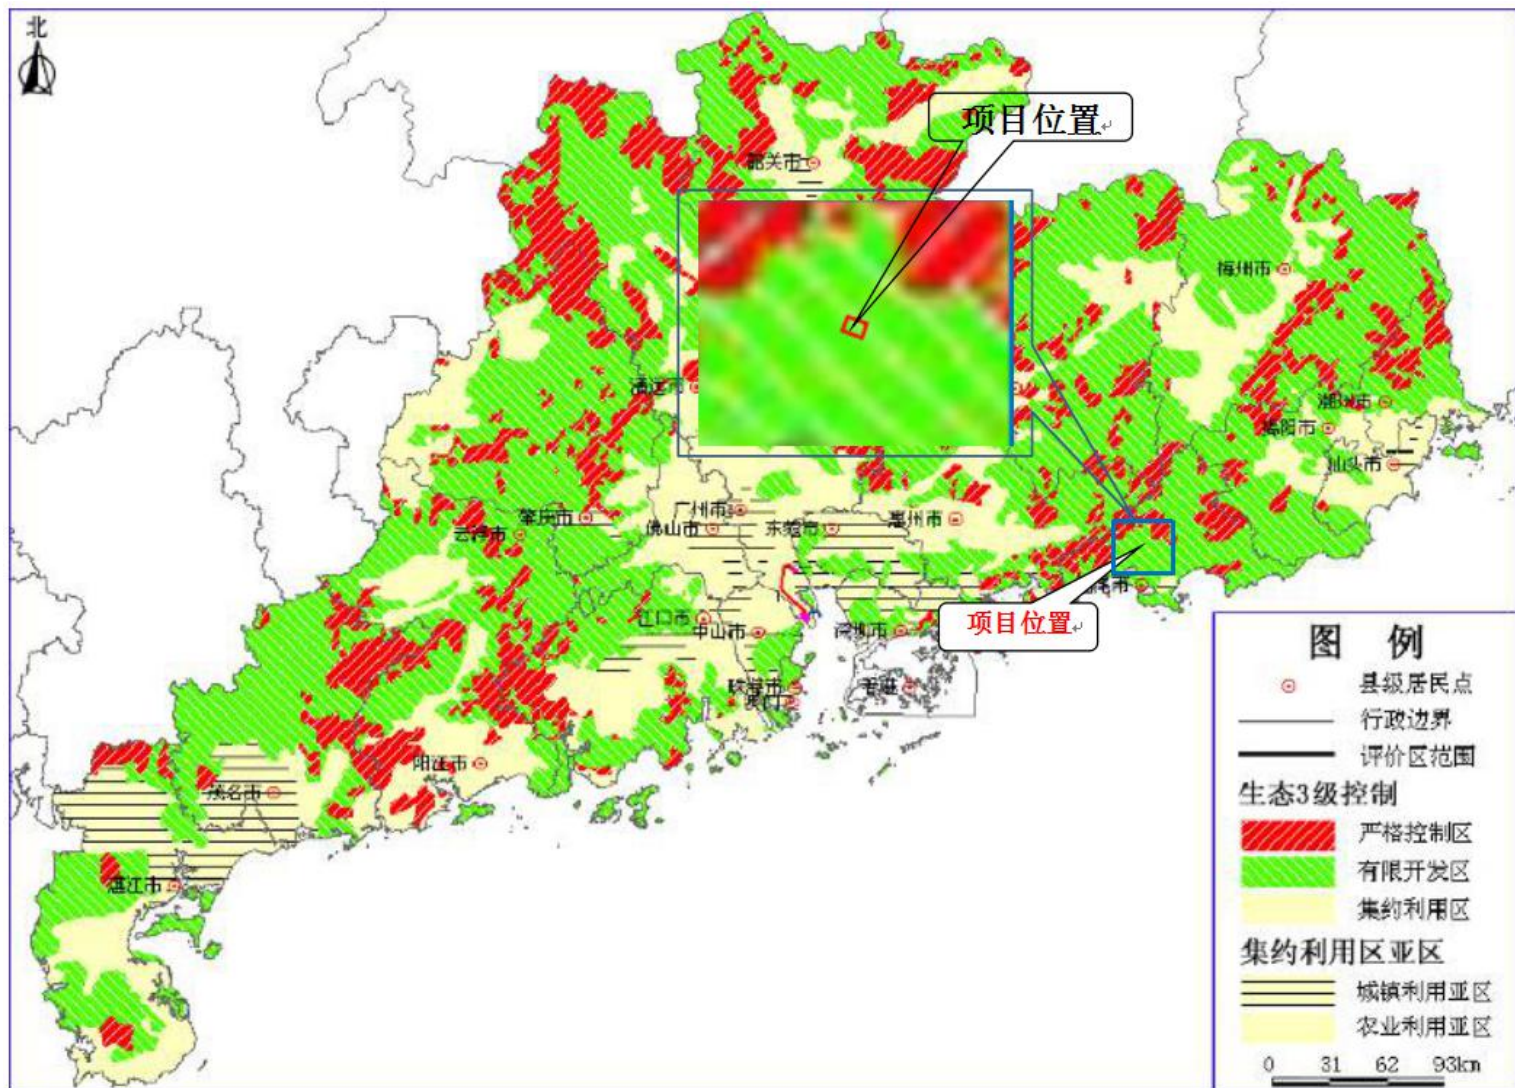 北
项目位置
韶关市
梅州市
清远市
潮州市
揭阳市
汕头市
广州市
肇庆市
佛山市
东莞市
惠州市
云浮市
尾市
项目位置
江门市
中山市
深圳市
珠海市
澳门
香港
阳江市
茂名市
湛江市
图 例
县级居民点
行政边界
评价区范围
生态3级控制
严格控制区
有限开发区
集约利用区
集约利用区亚区
城镇利用亚区
农业利用亚区
0 31 62 93km